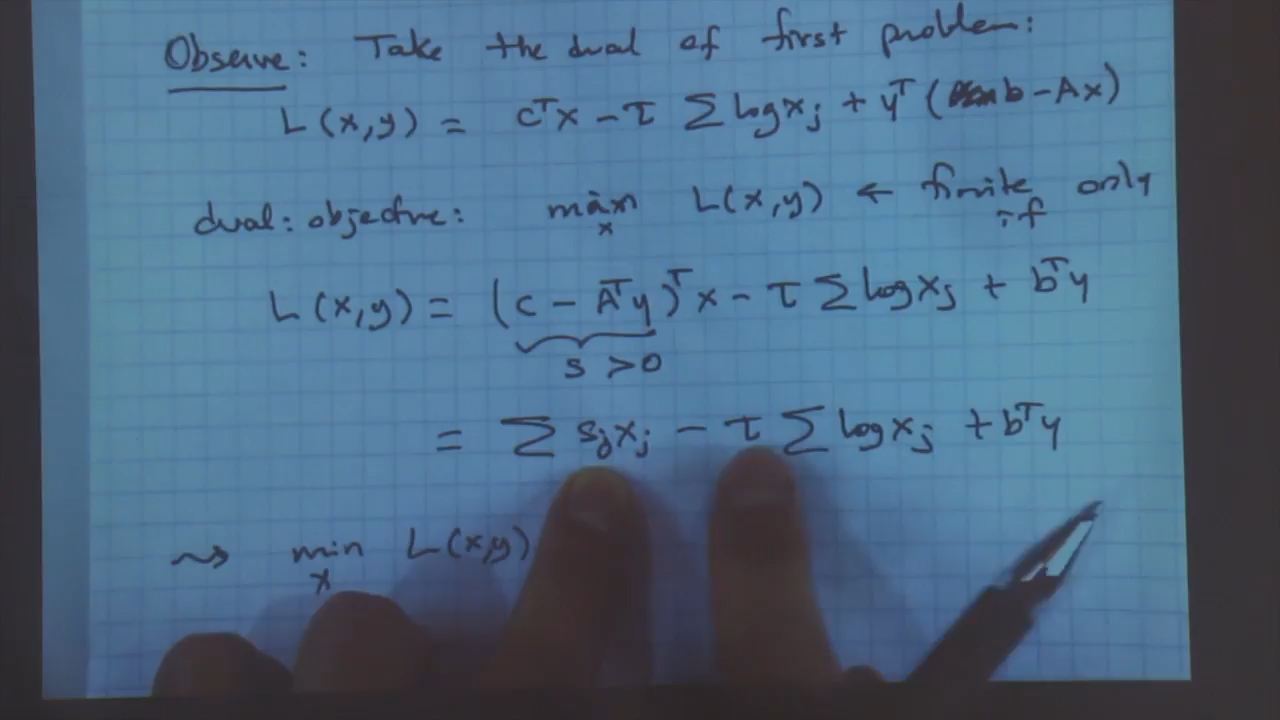 Observe: Take the dual of first problem:
L(x,y) = cᵀx - τ Σ log xⱼ + yᵀ ( b - Ax)
dual: objective: max L(x,y) ← finite only
x if
L(x,y) = (c - Aᵀy)ᵀx - τ Σ log xⱼ + bᵀy
s > 0
= Σ sⱼxⱼ - τ Σ log xⱼ + bᵀy
⇝ min L(x,y)
x